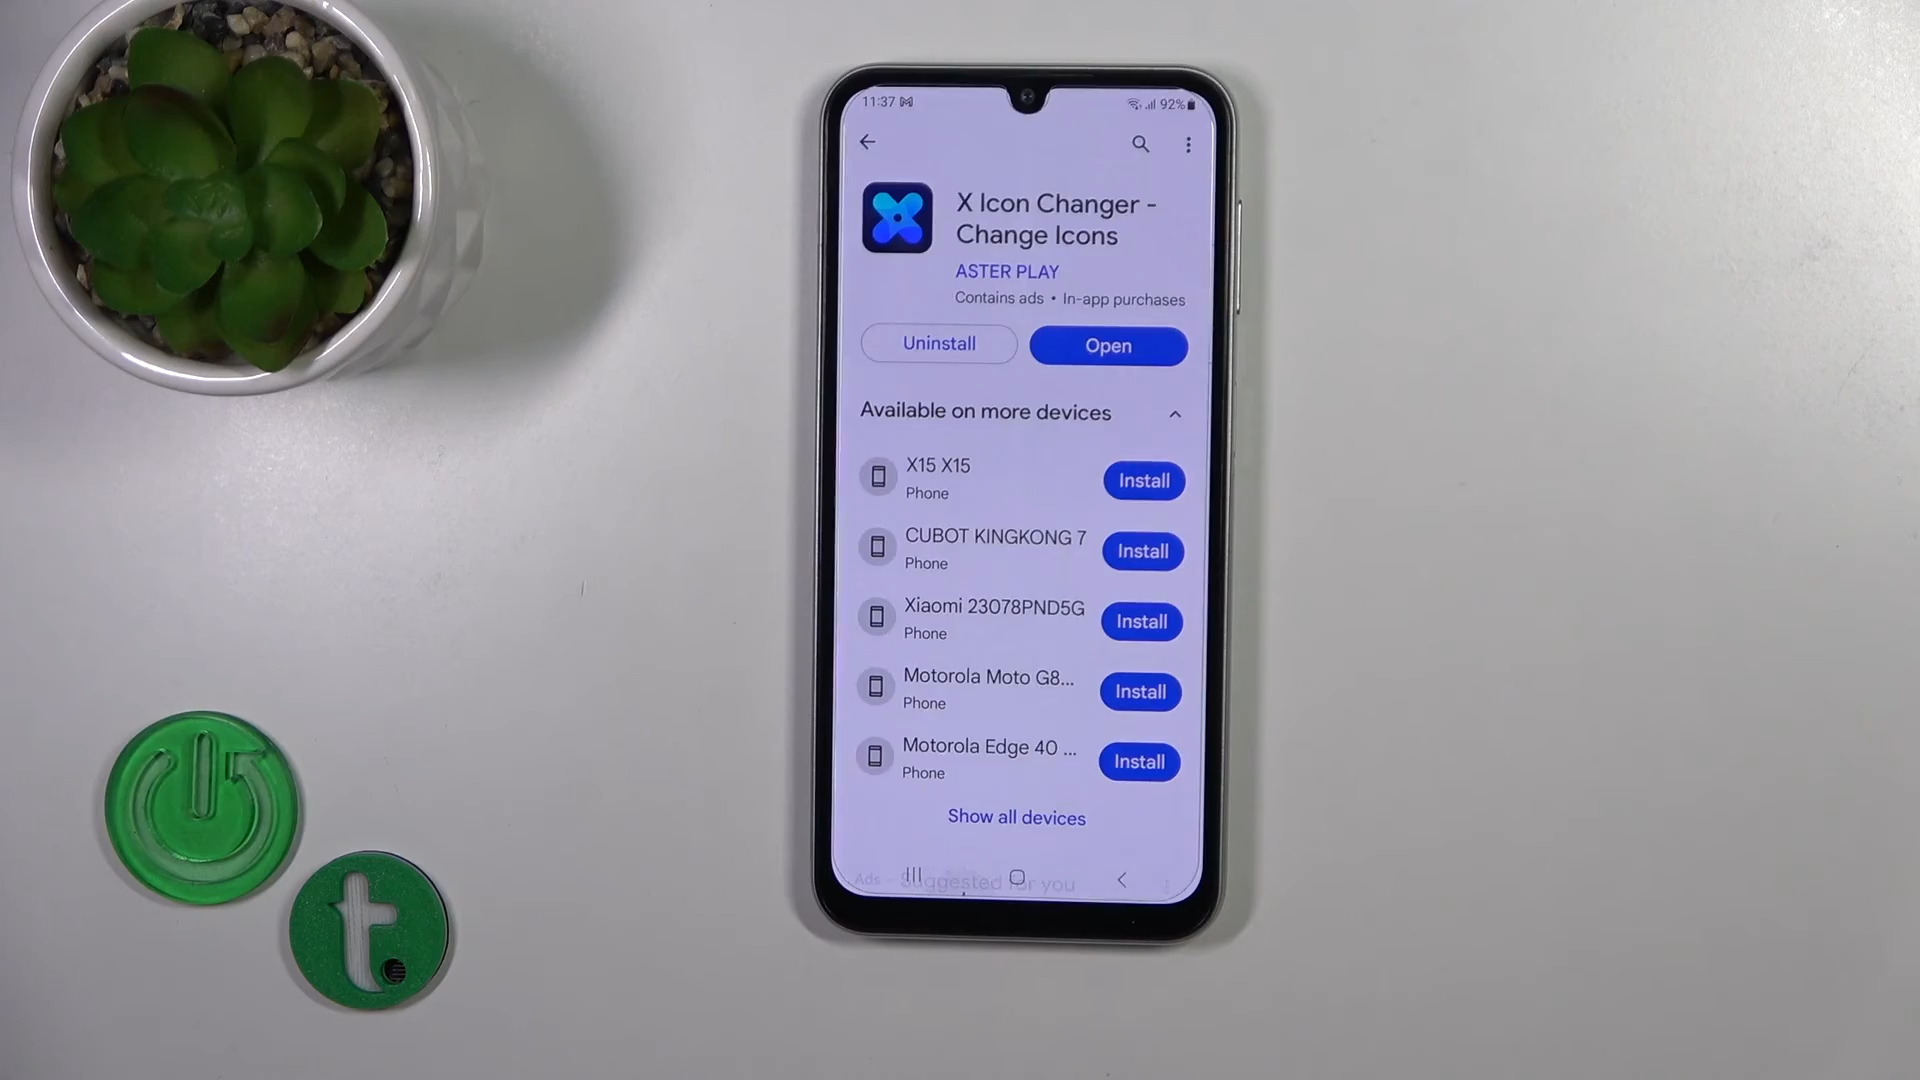 11:37
92%
X Icon Changer -
Change Icons
ASTER PLAY
Contains ads • In-app purchases
Uninstall
Open
Available on more devices
X15 X15
Phone
Install
CUBOT KINGKONG 7
Phone
Install
Xiaomi 23078PND5G
Phone
Install
Motorola Moto G8...
Phone
Install
Motorola Edge 40 ...
Phone
Install
Show all devices
Ads
Suggested for you
t.